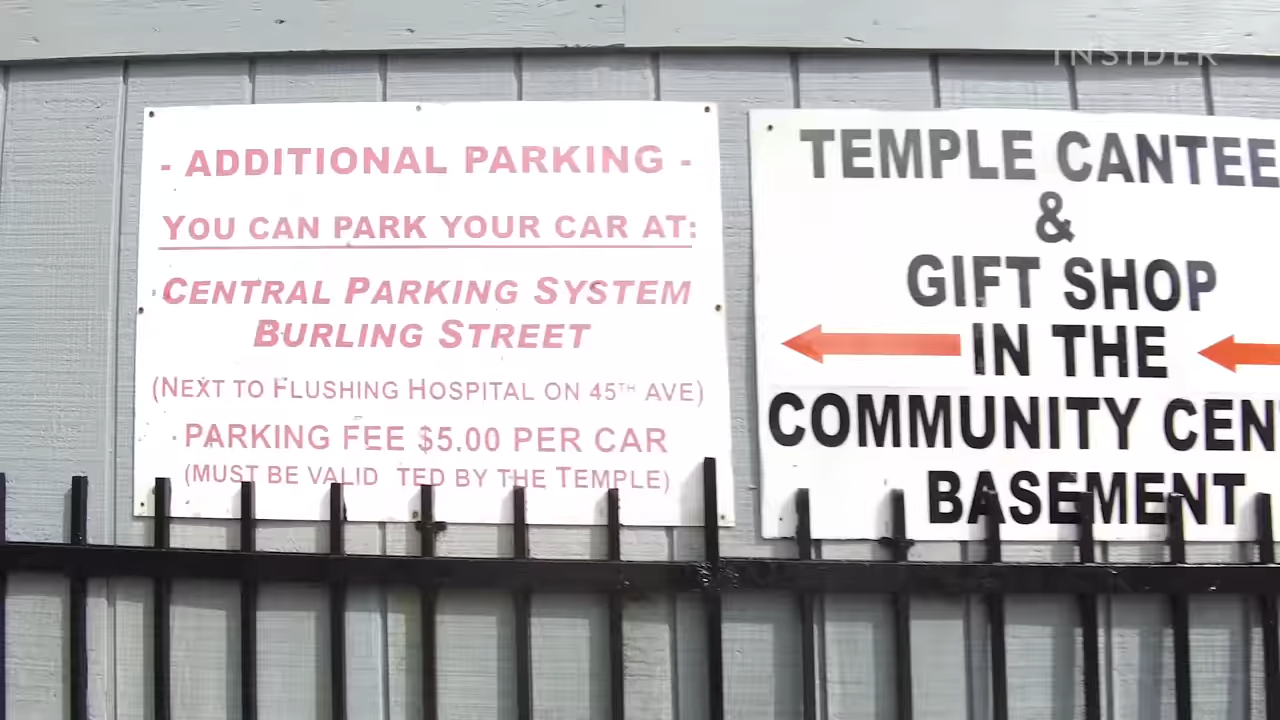 INSIDER
- ADDITIONAL PARKING -
YOU CAN PARK YOUR CAR AT:
CENTRAL PARKING SYSTEM
BURLING STREET
(NEXT TO FLUSHING HOSPITAL ON 45TH AVE)
PARKING FEE $5.00 PER CAR
(MUST BE VALID TED BY THE TEMPLE)
TEMPLE CANTEE
&
GIFT SHOP
IN THE
COMMUNITY CEN
BASEMENT